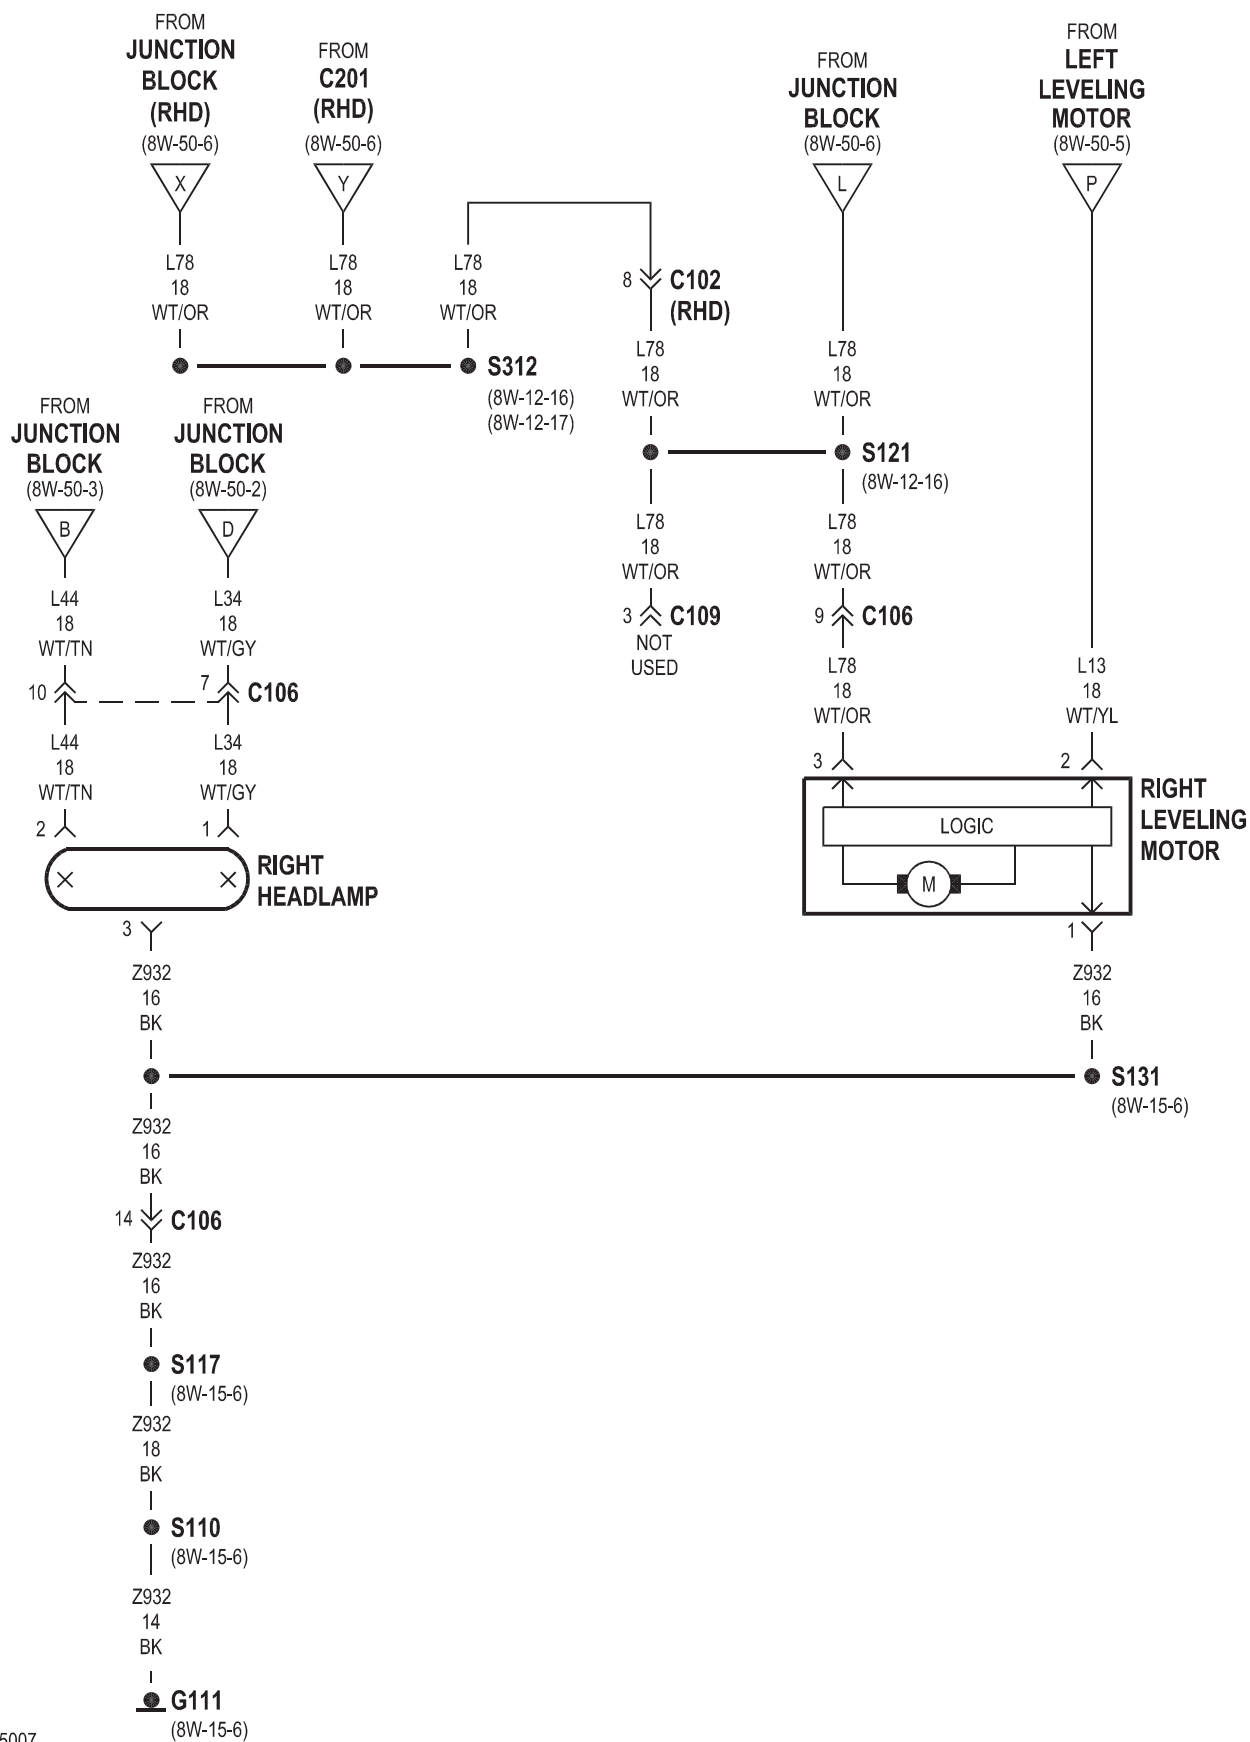 FROM
JUNCTION
BLOCK
(RHD)
(8W-50-6)
X
FROM
C201
(RHD)
(8W-50-6)
Y
FROM
JUNCTION
BLOCK
(8W-50-6)
L
FROM
LEFT
LEVELING
MOTOR
(8W-50-5)
P
L78
18
WT/OR
L78
18
WT/OR
L78
18
WT/OR
8
C102
(RHD)
S312
(8W-12-16)
(8W-12-17)
L78
18
WT/OR
L78
18
WT/OR
S121
(8W-12-16)
FROM
JUNCTION
BLOCK
(8W-50-3)
B
FROM
JUNCTION
BLOCK
(8W-50-2)
D
L78
18
WT/OR
L78
18
WT/OR
3
C109
NOT
USED
9
C106
L44
18
WT/TN
L34
18
WT/GY
10
7
C106
L78
18
WT/OR
L13
18
WT/YL
L44
18
WT/TN
L34
18
WT/GY
3
2
RIGHT
LEVELING
MOTOR
LOGIC
M
2
1
RIGHT
HEADLAMP
3
1
Z932
16
BK
Z932
16
BK
S131
(8W-15-6)
Z932
16
BK
14
C106
Z932
16
BK
S117
(8W-15-6)
Z932
18
BK
S110
(8W-15-6)
Z932
14
BK
G111
(8W-15-6)
5007